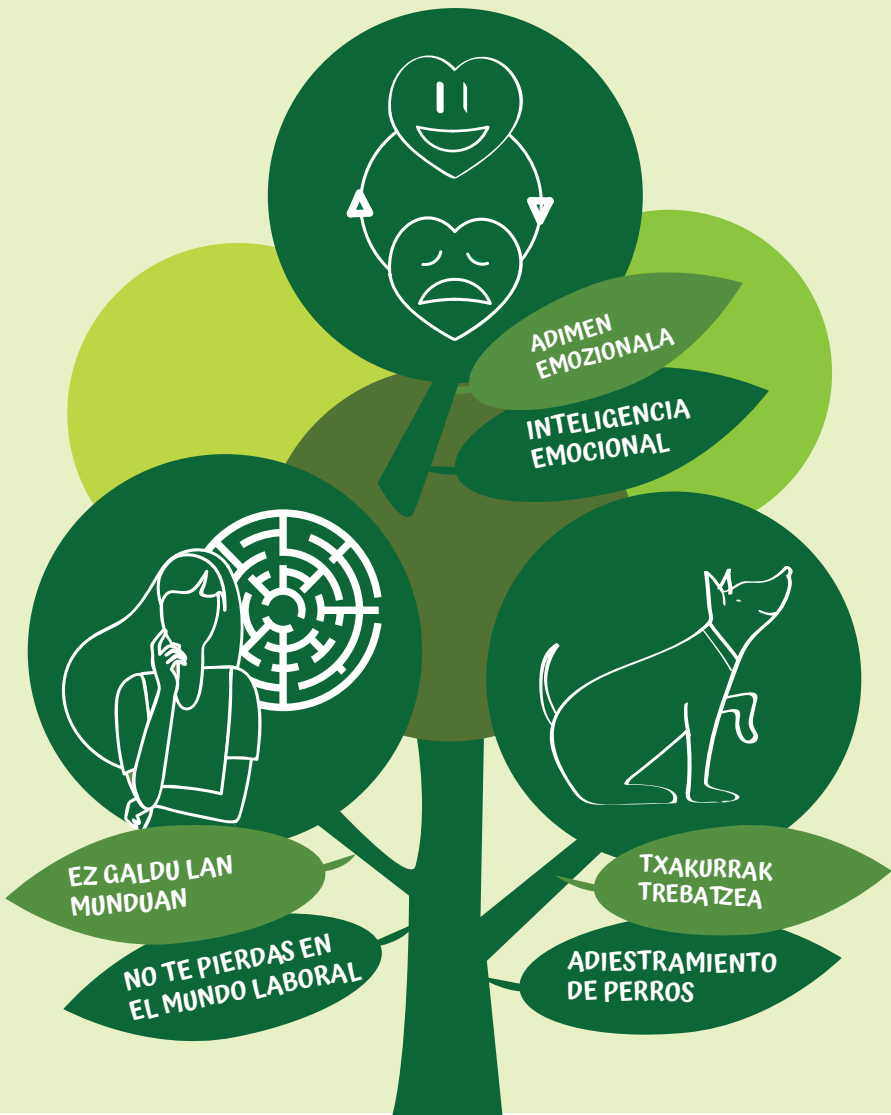 ADIMEN
EMOZIONALA
INTELIGENCIA
EMOCIONAL
EZ GALDU LAN
MUNDUAN
NO TE PIERDAS EN
EL MUNDO LABORAL
TXAKURRAK
TREBATZEA
ADIESTRAMIENTO
DE PERROS